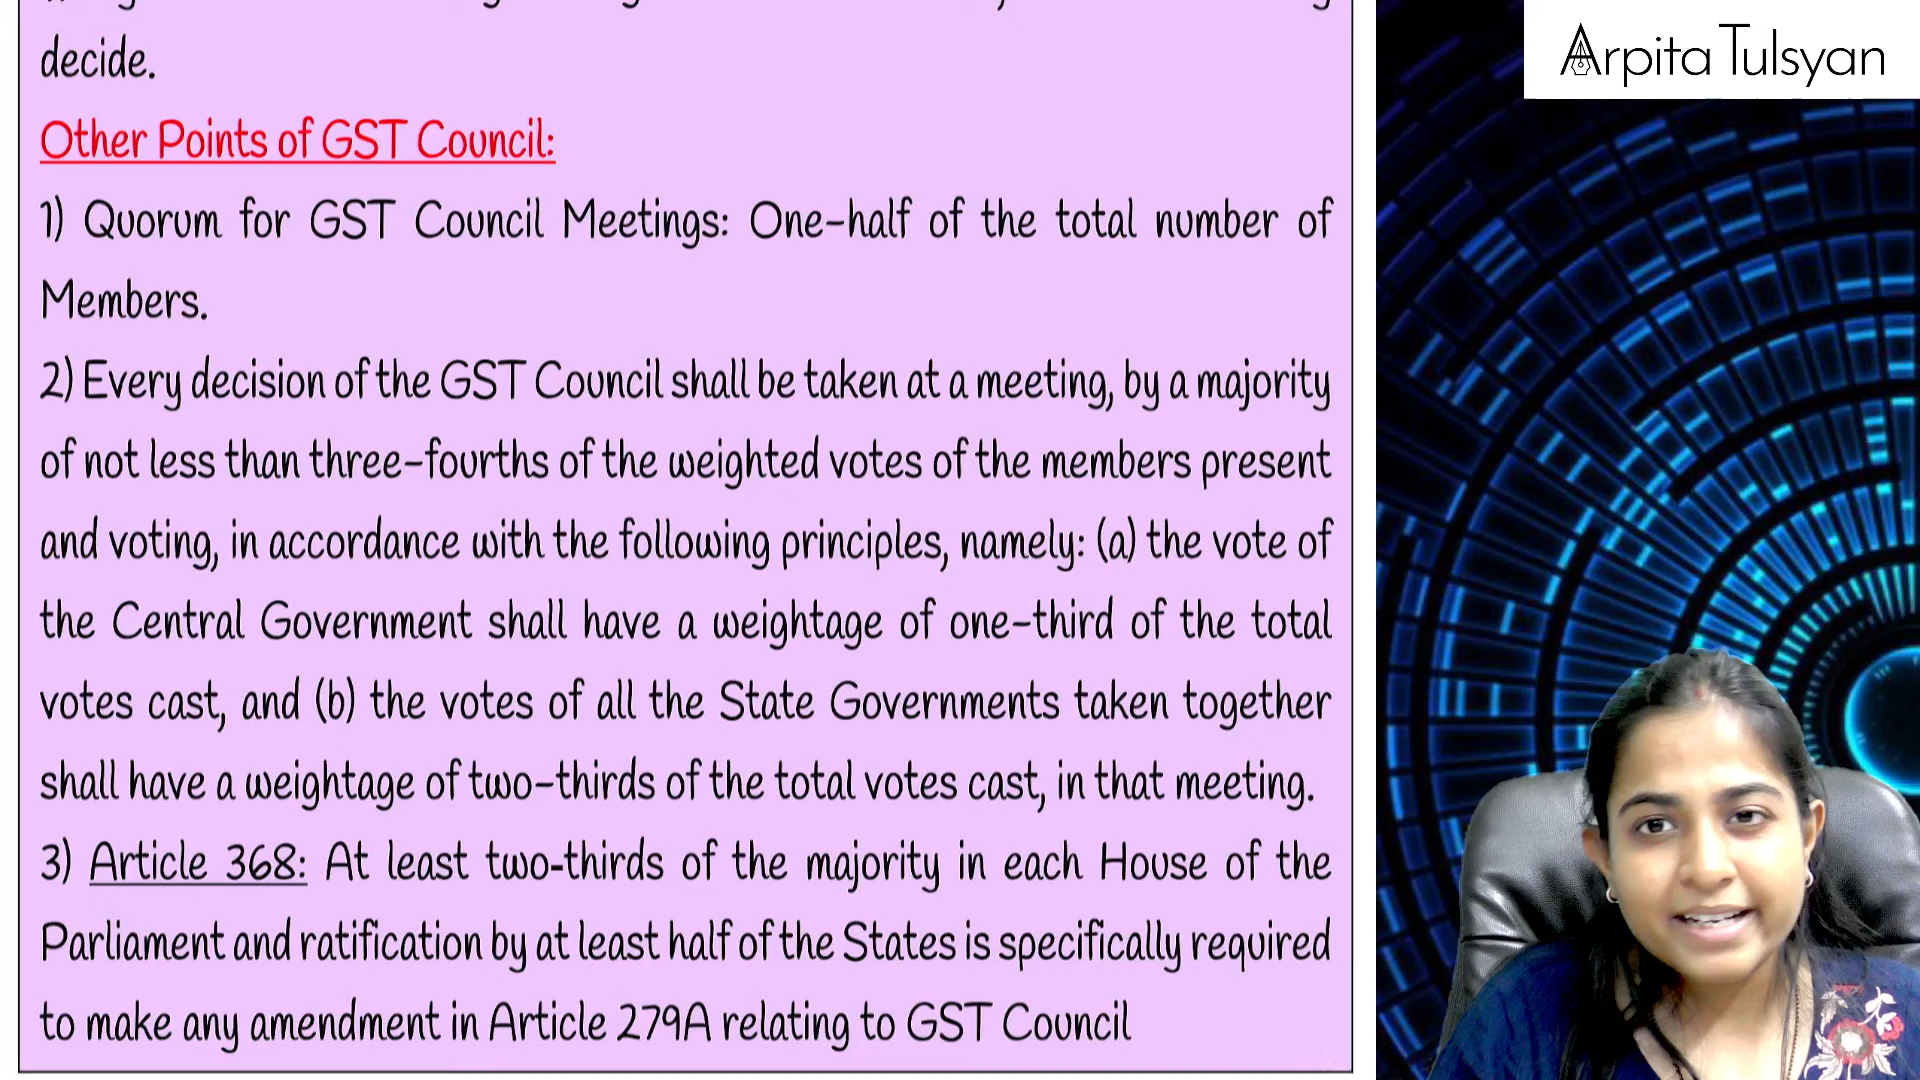 decide.
Other Points of GST Council:
1) Quorum for GST Council Meetings: One-half of the total number of
Members.
2) Every decision of the GST Council shall be taken at a meeting, by a majority
of not less than three-fourths of the weighted votes of the members present
and voting, in accordance with the following principles, namely: (a) the vote of
the Central Government shall have a weightage of one-third of the total
votes cast, and (b) the votes of all the State Governments taken together
shall have a weightage of two-thirds of the total votes cast, in that meeting.
3) Article 368: At least two-thirds of the majority in each House of the
Parliament and ratification by at least half of the States is specifically required
to make any amendment in Article 279A relating to GST Council
Arpita Tulsyan